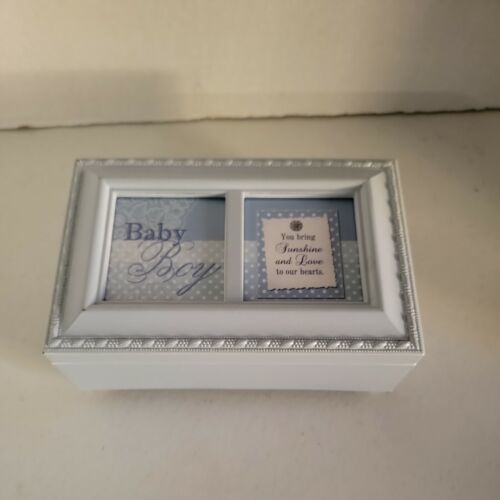 Baby
Boy
You bring
Sunshine
and Love
to our hearts.